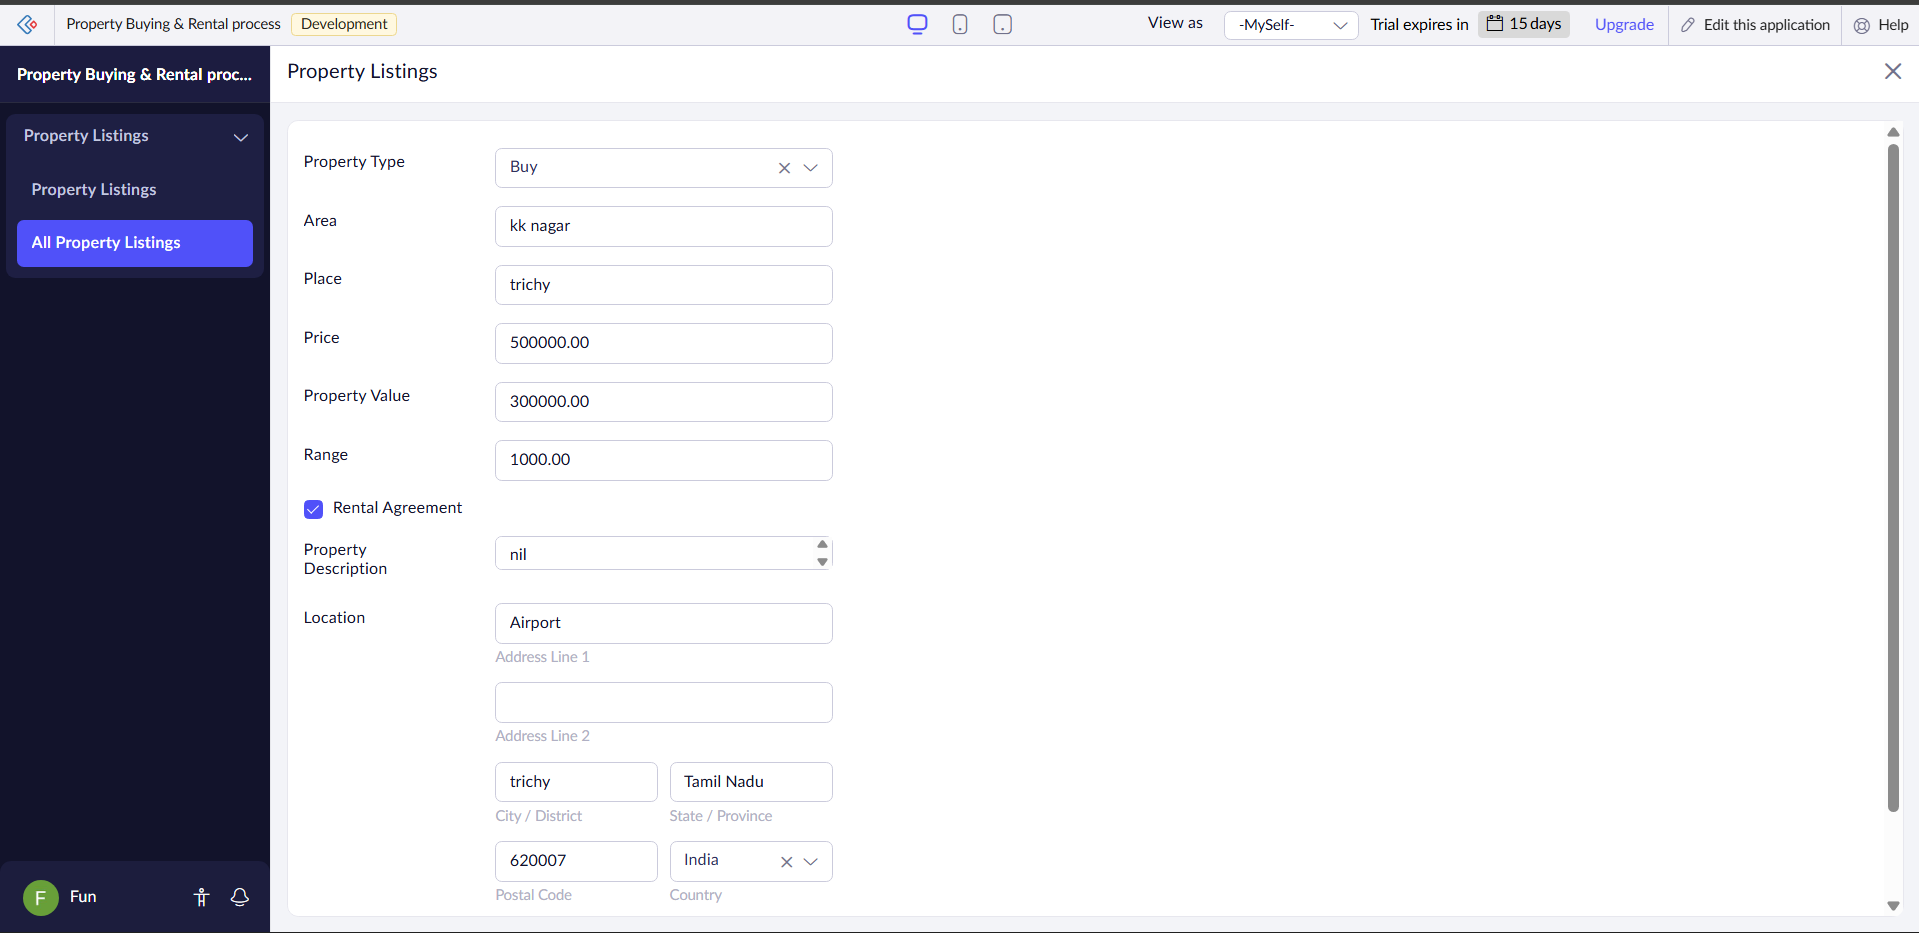 Property Buying & Rental process Development View as -MySelf- Trial expires in 15 days Upgrade Edit this application Help
Property Buying & Rental proc...
Property Listings
Property Listings
All Property Listings
Fun
F
Property Listings
Property Type Buy
Area kk nagar
Place trichy
Price 500000.00
Property Value 300000.00
Range 1000.00
Rental Agreement
Property
Description
nil
Location Airport
Address Line 1
Address Line 2
trichy Tamil Nadu
City / District State / Province
620007 India
Postal Code Country